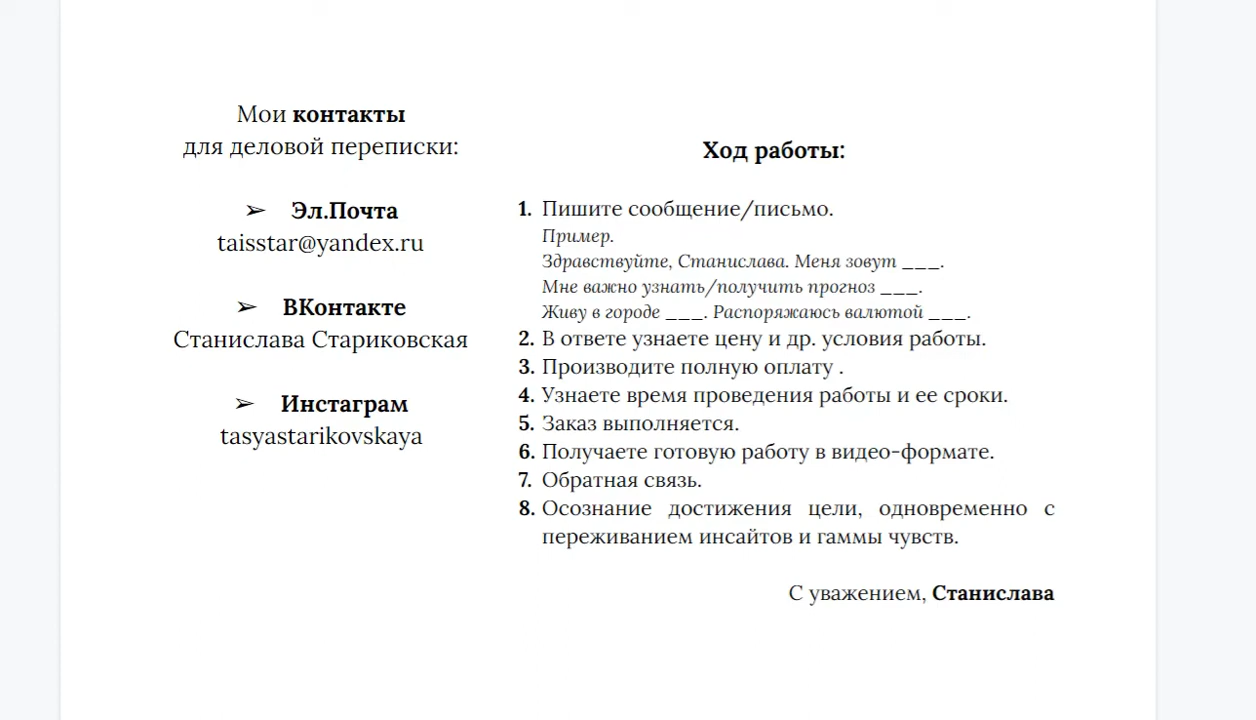 Мои контакты
для деловой переписки:
➢ Эл.Почта
taisstar@yandex.ru
➢ ВКонтакте
Станислава Стариковская
➢ Инстаграм
tasyastarikovskaya
Ход работы:
1. Пишите сообщение/письмо.
Пример.
Здравствуйте, Станислава. Меня зовут ___.
Мне важно узнать/получить прогноз ___.
Живу в городе ___. Распоряжаюсь валютой ___.
2. В ответе узнаете цену и др. условия работы.
3. Производите полную оплату .
4. Узнаете время проведения работы и ее сроки.
5. Заказ выполняется.
6. Получаете готовую работу в видео-формате.
7. Обратная связь.
8. Осознание достижения цели, одновременно с
переживанием инсайтов и гаммы чувств.
С уважением, Станислава